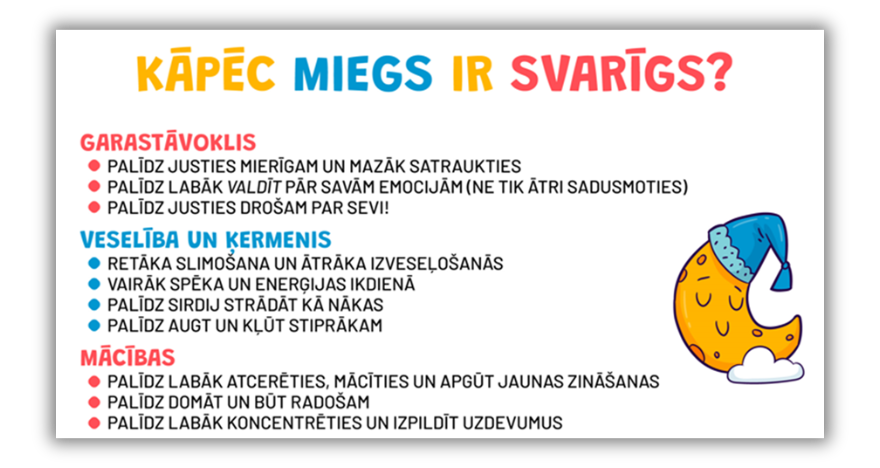 KĀPĒC MIEGS IR SVARĪGS?
GARASTĀVOKLIS
● PALĪDZ JUSTIES MIERĪGAM UN MAZĀK SATRAUKTIES
● PALĪDZ LABĀK VALDĪT PĀR SAVĀM EMOCIJĀM (NE TIK ĀTRI SADUSMOTIES)
● PALĪDZ JUSTIES DROŠAM PAR SEVI!
VESELĪBA UN ĶERMENIS
● RETĀKA SLIMOŠANA UN ĀTRĀKA IZVESEĻOŠANĀS
● VAIRĀK SPĒKA UN ENERĢIJAS IKDIENĀ
● PALĪDZ SIRDIJ STRĀDĀT KĀ NĀKAS
● PALĪDZ AUGT UN KĻŪT STIPRĀKAM
MĀCĪBAS
● PALĪDZ LABĀK ATCERĒTIES, MĀCĪTIES UN APGŪT JAUNAS ZINĀŠANAS
● PALĪDZ DOMĀT UN BŪT RADOŠAM
● PALĪDZ LABĀK KONCENTRĒTIES UN IZPILDĪT UZDEVUMUS